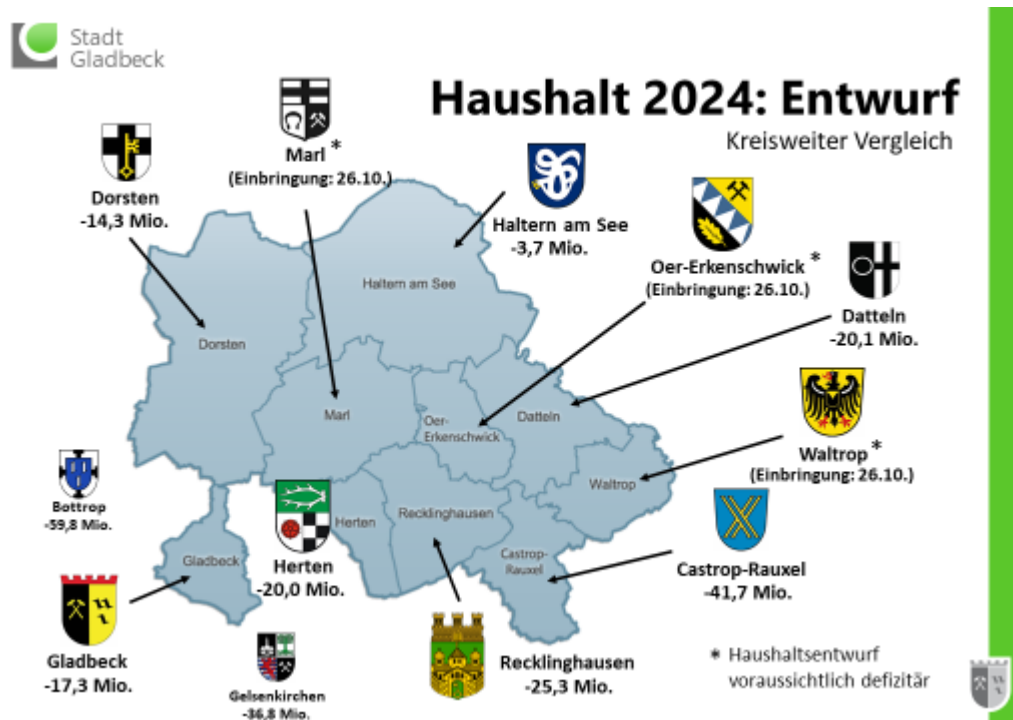 Stadt
Gladbeck
Haushalt 2024: Entwurf
Kreisweiter Vergleich
Marl *
(Einbringung: 26.10.)
Dorsten
-14,3 Mio.
Haltern am See
-3,7 Mio.
Oer-Erkenschwick *
(Einbringung: 26.10.)
Datteln
-20,1 Mio.
Haltern am See
Dorsten
Marl
Oer-
Erkenschwick
Datteln
Waltrop *
(Einbringung: 26.10.)
Waltrop
Bottrop
-59,8 Mio.
Herten
Recklinghausen
Castrop-
Rauxel
Gladbeck
Herten
-20,0 Mio.
Castrop-Rauxel
-41,7 Mio.
Gladbeck
-17,3 Mio.
Gelsenkirchen
-36,8 Mio.
Recklinghausen
-25,3 Mio.
* Haushaltsentwurf
voraussichtlich defizitär